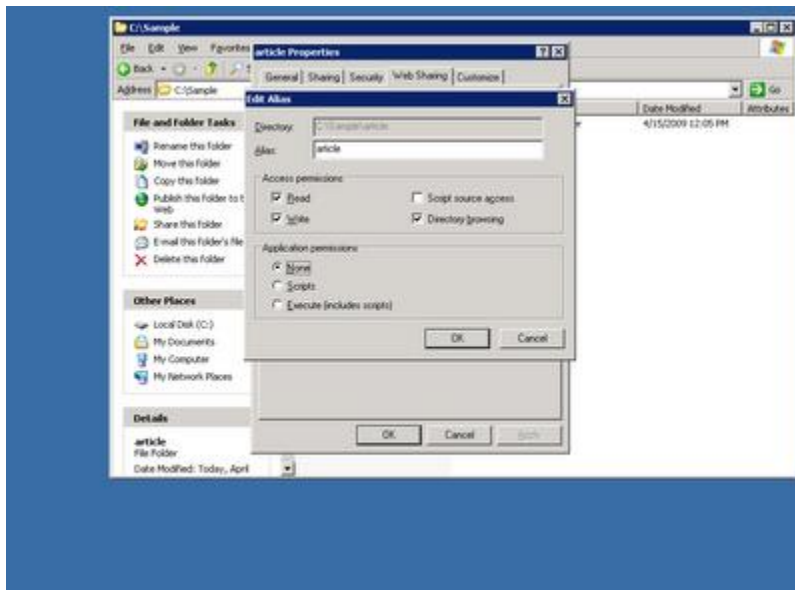 C:\Sample
File Edit View Favorites
Back
Address C:\Sample Go
Date Modified Attributes
4/15/2009 12:05 PM
File and Folder Tasks
Rename this folder
Move this folder
Copy this folder
Publish this folder to t
Web
Share this folder
E-mail this folder's file
Delete this folder
Other Places
Local Disk (C:)
My Documents
My Computer
My Network Places
Details
article
File Folder
Date Modified: Today, April
article Properties
General Sharing Security Web Sharing Customize
Edit Alias
Directory: C:\Sample\article
Alias: article
Access permissions
Read Script source access
Write Directory browsing
Application permissions
None
Scripts
Execute (includes scripts)
OK Cancel
OK Cancel Apply